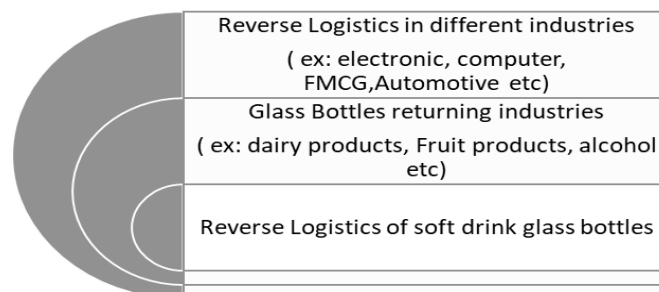 Reverse Logistics in different industries
( ex: electronic, computer,
FMCG,Automotive etc)
Glass Bottles returning industries
( ex: dairy products, Fruit products, alcohol
etc)
Reverse Logistics of soft drink glass bottles